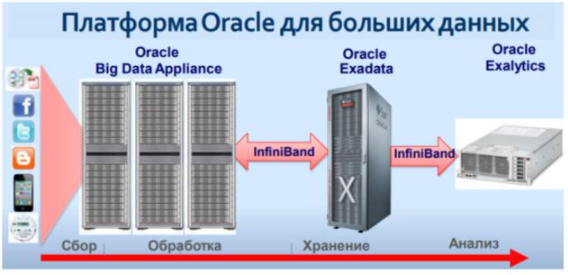 Платформа Oracle для больших данных
Oracle
Big Data Appliance
Oracle
Exadata
Oracle
Exalytics
InfiniBand
InfiniBand
X
Сбор
Обработка
Хранение
Анализ